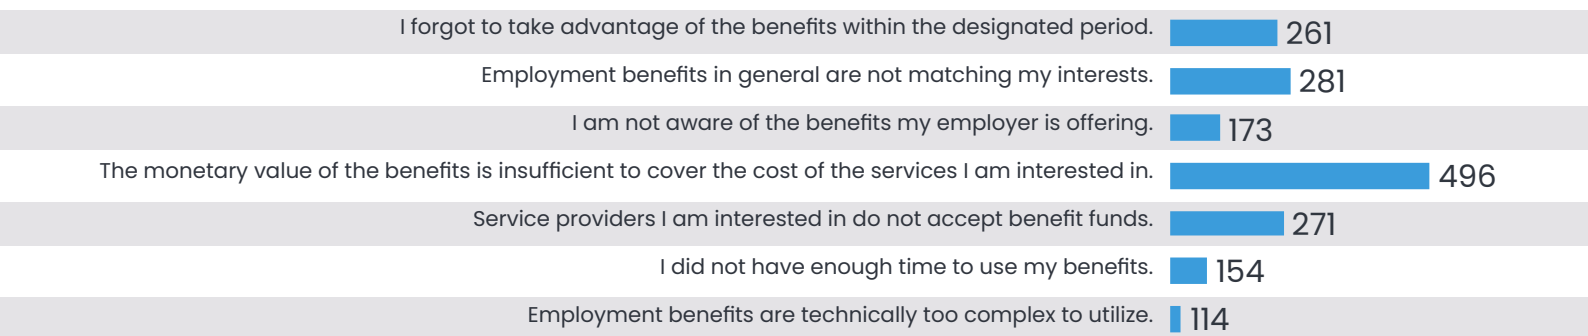 I forgot to take advantage of the benefits within the designated period. 261
Employment benefits in general are not matching my interests. 281
I am not aware of the benefits my employer is offering. 173
The monetary value of the benefits is insufficient to cover the cost of the services I am interested in. 496
Service providers I am interested in do not accept benefit funds. 271
I did not have enough time to use my benefits. 154
Employment benefits are technically too complex to utilize. 114